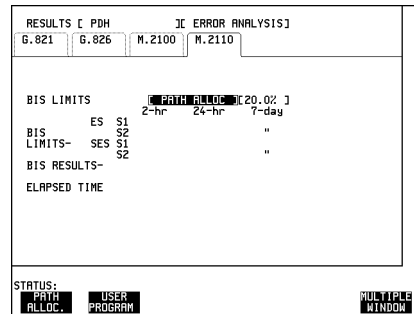 RESULTS [ PDH ][ ERROR ANALYSIS]
G.821 G.826 M.2100 M.2110
BIS LIMITS [ PATH ALLOC ][20.0% ]
2-hr 24-hr 7-day
ES S1
BIS S2 "
LIMITS- SES S1
S2 "
BIS RESULTS-
ELAPSED TIME
STATUS:
PATH USER MULTIPLE
ALLOC. PROGRAM WINDOW